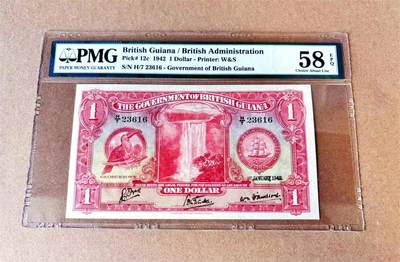 PMG
PAPER MONEY GUARANTY
British Guiana / British Administration
Pick# 12c 1942 1 Dollar - Printer: W&S
S/N H/7 23616 - Government of British Guiana
58 EPQ
Choice About Unc
THE GOVERNMENT OF BRITISH GUIANA
1 1
H/7 23616 H/7 23616
1ST JANUARY 1942
1 ONE DOLLAR 1